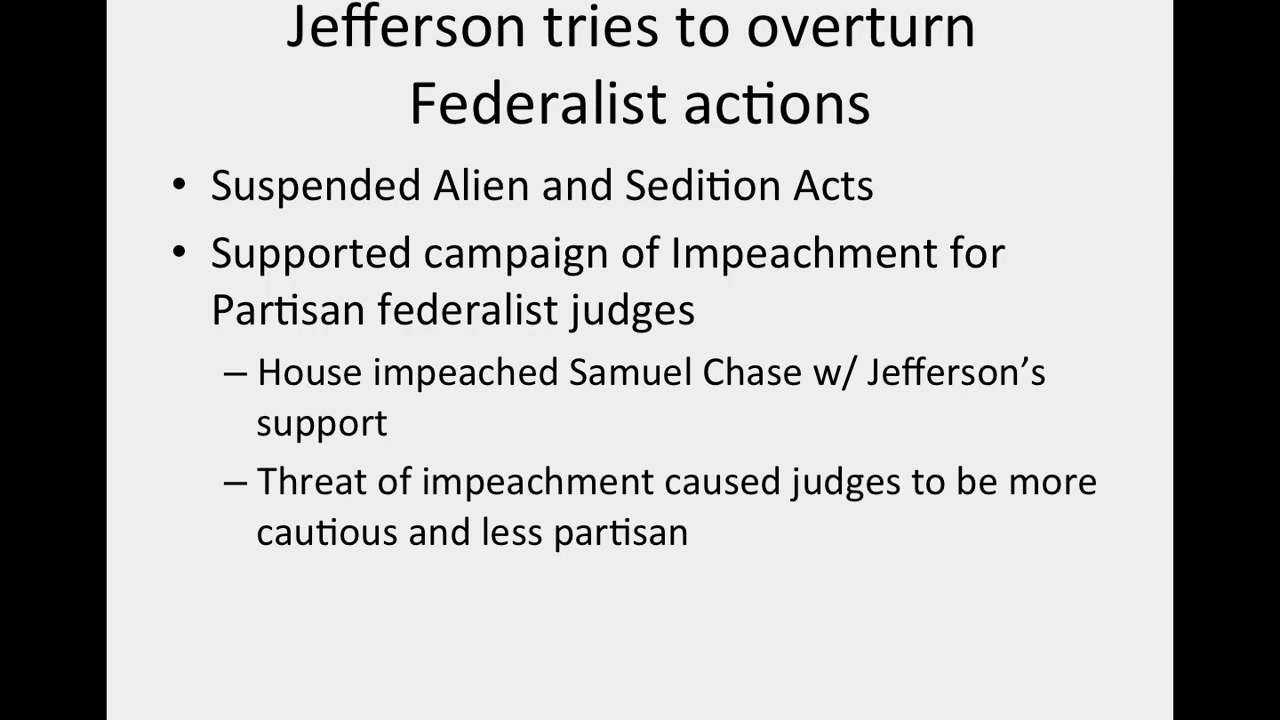 Jefferson tries to overturn
Federalist actions
• Suspended Alien and Sedition Acts
• Supported campaign of Impeachment for
Partisan federalist judges
– House impeached Samuel Chase w/ Jefferson’s
support
– Threat of impeachment caused judges to be more
cautious and less partisan